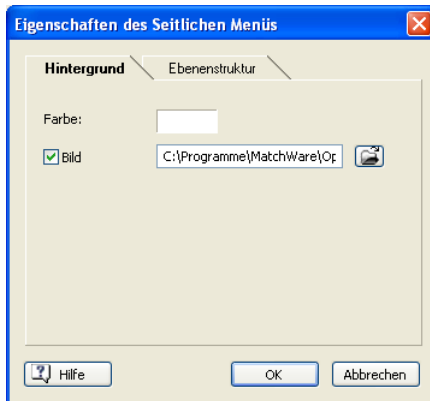 Eigenschaften des Seitlichen Menüs
Hintergrund Ebenenstruktur
Farbe:
Bild C:\Programme\MatchWare\Op
Hilfe OK Abbrechen